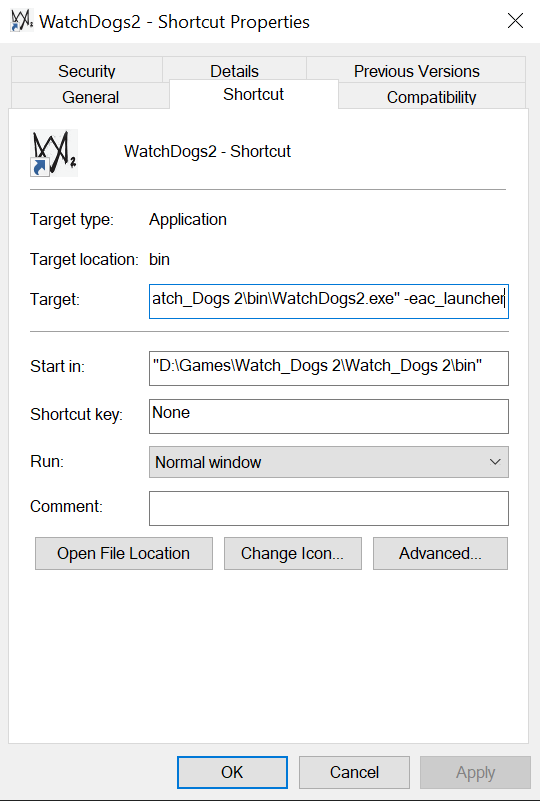 WatchDogs2 - Shortcut Properties
Security Details Previous Versions
General Shortcut Compatibility
2
WatchDogs2 - Shortcut
Target type: Application
Target location: bin
Target: atch_Dogs 2\bin\WatchDogs2.exe" -eac_launcher
Start in: "D:\Games\Watch_Dogs 2\Watch_Dogs 2\bin"
Shortcut key: None
Run: Normal window
Comment:
Open File Location Change Icon... Advanced...
OK Cancel Apply